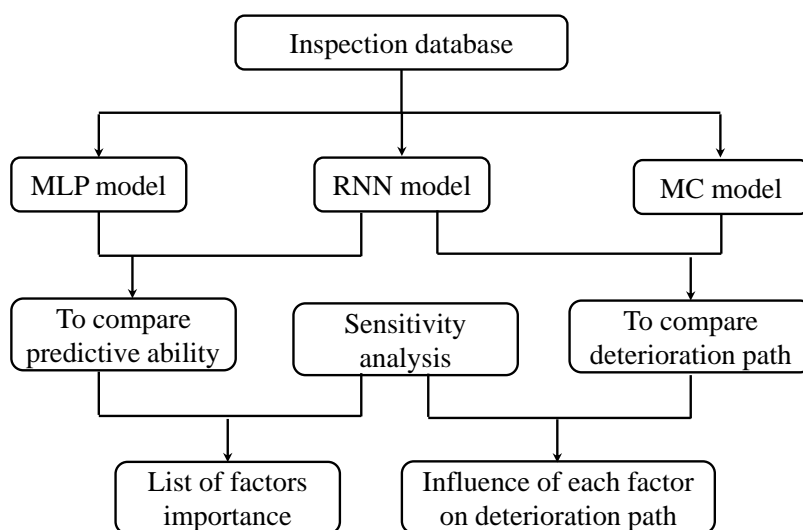 Inspection database
MLP model
RNN model
MC model
To compare
predictive ability
Sensitivity
analysis
To compare
deterioration path
List of factors
importance
Influence of each factor
on deterioration path